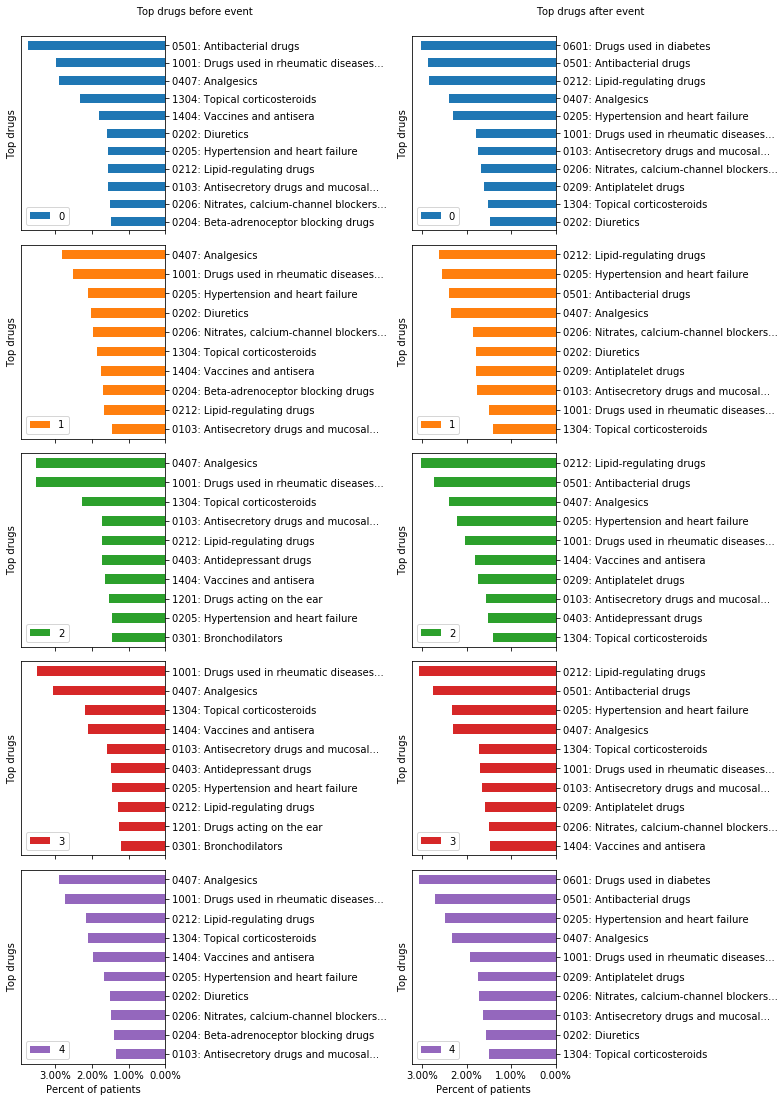 Top drugs before event
Top drugs after event
Top drugs
0501: Antibacterial drugs
1001: Drugs used in rheumatic diseases...
0407: Analgesics
1304: Topical corticosteroids
1404: Vaccines and antisera
0202: Diuretics
0205: Hypertension and heart failure
0212: Lipid-regulating drugs
0103: Antisecretory drugs and mucosal...
0206: Nitrates, calcium-channel blockers...
0204: Beta-adrenoceptor blocking drugs
0
Top drugs
0601: Drugs used in diabetes
0501: Antibacterial drugs
0212: Lipid-regulating drugs
0407: Analgesics
0205: Hypertension and heart failure
1001: Drugs used in rheumatic diseases...
0103: Antisecretory drugs and mucosal...
0206: Nitrates, calcium-channel blockers...
0209: Antiplatelet drugs
1304: Topical corticosteroids
0202: Diuretics
0
Top drugs
0407: Analgesics
1001: Drugs used in rheumatic diseases...
0205: Hypertension and heart failure
0202: Diuretics
0206: Nitrates, calcium-channel blockers...
1304: Topical corticosteroids
1404: Vaccines and antisera
0204: Beta-adrenoceptor blocking drugs
0212: Lipid-regulating drugs
0103: Antisecretory drugs and mucosal...
1
Top drugs
0212: Lipid-regulating drugs
0205: Hypertension and heart failure
0501: Antibacterial drugs
0407: Analgesics
0206: Nitrates, calcium-channel blockers...
0202: Diuretics
0209: Antiplatelet drugs
0103: Antisecretory drugs and mucosal...
1001: Drugs used in rheumatic diseases...
1304: Topical corticosteroids
1
Top drugs
0407: Analgesics
1001: Drugs used in rheumatic diseases...
1304: Topical corticosteroids
0103: Antisecretory drugs and mucosal...
0212: Lipid-regulating drugs
0403: Antidepressant drugs
1404: Vaccines and antisera
1201: Drugs acting on the ear
0205: Hypertension and heart failure
0301: Bronchodilators
2
Top drugs
0212: Lipid-regulating drugs
0501: Antibacterial drugs
0407: Analgesics
0205: Hypertension and heart failure
1001: Drugs used in rheumatic diseases...
1404: Vaccines and antisera
0209: Antiplatelet drugs
0103: Antisecretory drugs and mucosal...
0403: Antidepressant drugs
1304: Topical corticosteroids
2
Top drugs
1001: Drugs used in rheumatic diseases...
0407: Analgesics
1304: Topical corticosteroids
1404: Vaccines and antisera
0103: Antisecretory drugs and mucosal...
0403: Antidepressant drugs
0205: Hypertension and heart failure
0212: Lipid-regulating drugs
1201: Drugs acting on the ear
0301: Bronchodilators
3
Top drugs
0212: Lipid-regulating drugs
0501: Antibacterial drugs
0205: Hypertension and heart failure
0407: Analgesics
1304: Topical corticosteroids
1001: Drugs used in rheumatic diseases...
0103: Antisecretory drugs and mucosal...
0209: Antiplatelet drugs
0206: Nitrates, calcium-channel blockers...
1404: Vaccines and antisera
3
Top drugs
0407: Analgesics
1001: Drugs used in rheumatic diseases...
0212: Lipid-regulating drugs
1304: Topical corticosteroids
1404: Vaccines and antisera
0205: Hypertension and heart failure
0202: Diuretics
0206: Nitrates, calcium-channel blockers...
0204: Beta-adrenoceptor blocking drugs
0103: Antisecretory drugs and mucosal...
4
3.00% 2.00% 1.00% 0.00%
Percent of patients
Top drugs
0601: Drugs used in diabetes
0501: Antibacterial drugs
0205: Hypertension and heart failure
0407: Analgesics
1001: Drugs used in rheumatic diseases...
0209: Antiplatelet drugs
0206: Nitrates, calcium-channel blockers...
0103: Antisecretory drugs and mucosal...
0202: Diuretics
1304: Topical corticosteroids
4
3.00% 2.00% 1.00% 0.00%
Percent of patients